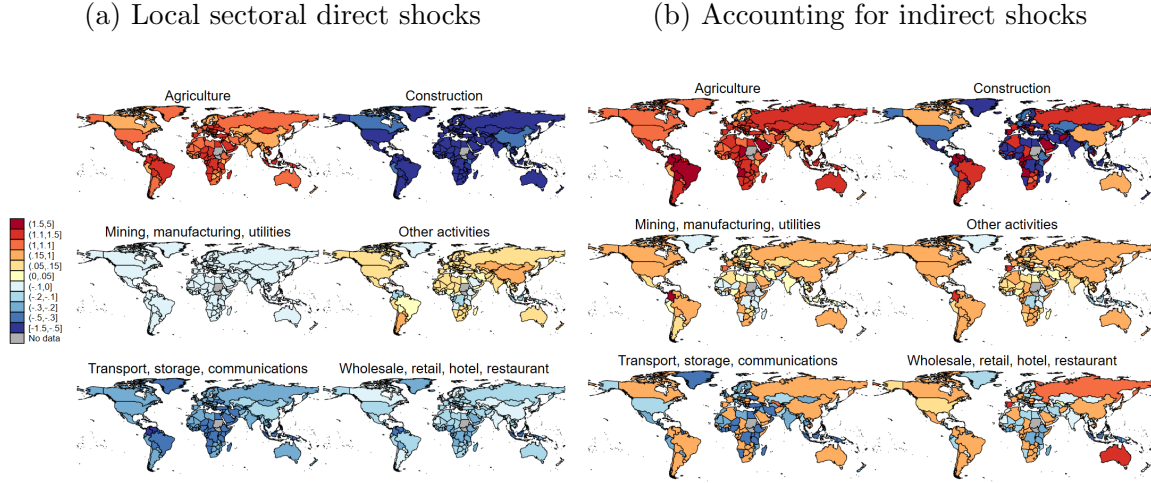 (a) Local sectoral direct shocks
(b) Accounting for indirect shocks
Agriculture
Construction
Mining, manufacturing, utilities
Other activities
Transport, storage, communications
Wholesale, retail, hotel, restaurant
(1.5,5]
(1.1,1.5]
(1,1.1]
(.15,1]
(.05,.15]
(0,.05]
(-.1,0]
(-.2,-.1]
(-.3,-.2]
(-.5,-.3]
[-1.5,-.5]
No data
Agriculture
Construction
Mining, manufacturing, utilities
Other activities
Transport, storage, communications
Wholesale, retail, hotel, restaurant